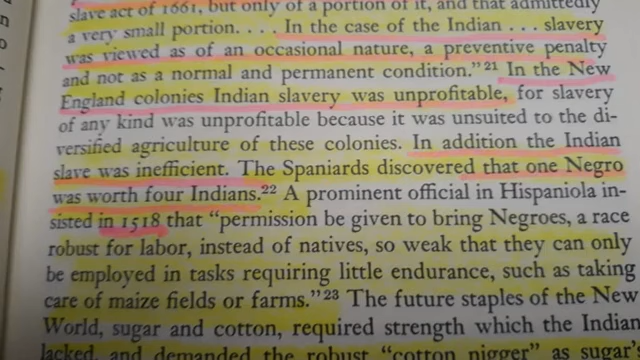 slave act of 1661, but only of a portion of it, and that admittedly
a very small portion. . . . In the case of the Indian . . . slavery
was viewed as of an occasional nature, a preventive penalty
and not as a normal and permanent condition."21 In the New
England colonies Indian slavery was unprofitable, for slavery
of any kind was unprofitable because it was unsuited to the di-
versified agriculture of these colonies. In addition the Indian
slave was inefficient. The Spaniards discovered that one Negro
was worth four Indians.22 A prominent official in Hispaniola in-
sisted in 1518 that "permission be given to bring Negroes, a race
robust for labor, instead of natives, so weak that they can only
be employed in tasks requiring little endurance, such as taking
care of maize fields or farms."23 The future staples of the New
World, sugar and cotton, required strength which the Indian
lacked, and demanded the robust "cotton nigger" as sugar's